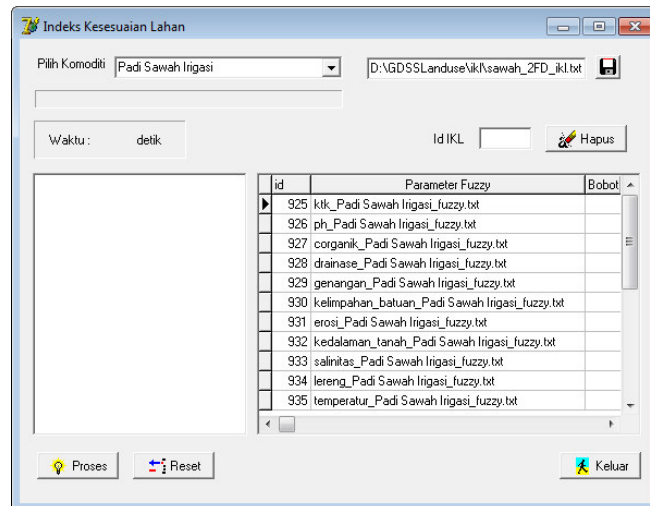 Indeks Kesesuaian Lahan
Pilih Komoditi Padi Sawah Irigasi D:\GDSSLanduse\ikl\sawah_2FD_ikl.txt
Waktu : detik Id IKL Hapus
id Parameter Fuzzy Bobot
925 ktk_Padi Sawah Irigasi_fuzzy.txt
926 ph_Padi Sawah Irigasi_fuzzy.txt
927 corganik_Padi Sawah Irigasi_fuzzy.txt
928 drainase_Padi Sawah Irigasi_fuzzy.txt
929 genangan_Padi Sawah Irigasi_fuzzy.txt
930 kelimpahan_batuan_Padi Sawah Irigasi_fuzzy.txt
931 erosi_Padi Sawah Irigasi_fuzzy.txt
932 kedalaman_tanah_Padi Sawah Irigasi_fuzzy.txt
933 salinitas_Padi Sawah Irigasi_fuzzy.txt
934 lereng_Padi Sawah Irigasi_fuzzy.txt
935 temperatur_Padi Sawah Irigasi_fuzzy.txt
Proses Reset Keluar